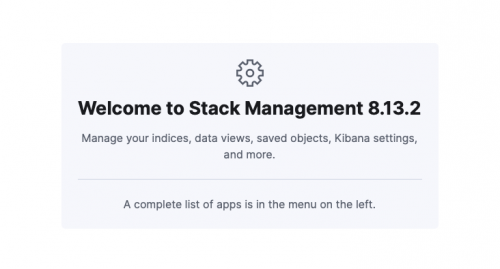 Welcome to Stack Management 8.13.2
Manage your indices, data views, saved objects, Kibana settings,
and more.
A complete list of apps is in the menu on the left.